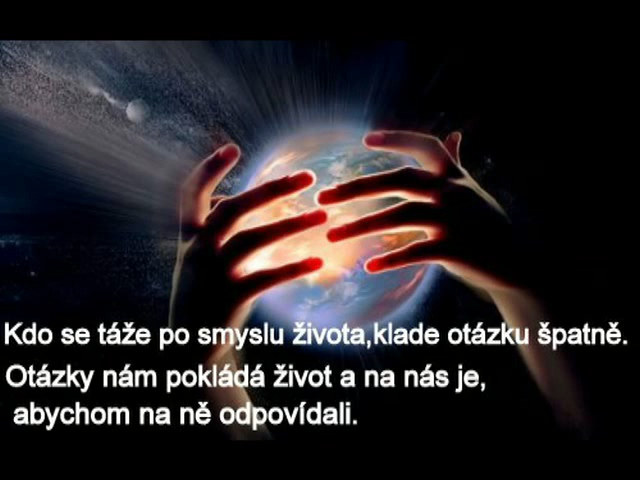 Kdo se táže po smyslu života,klade otázku špatně.
Otázky nám pokládá život a na nás je,
abychom na ně odpovídali.